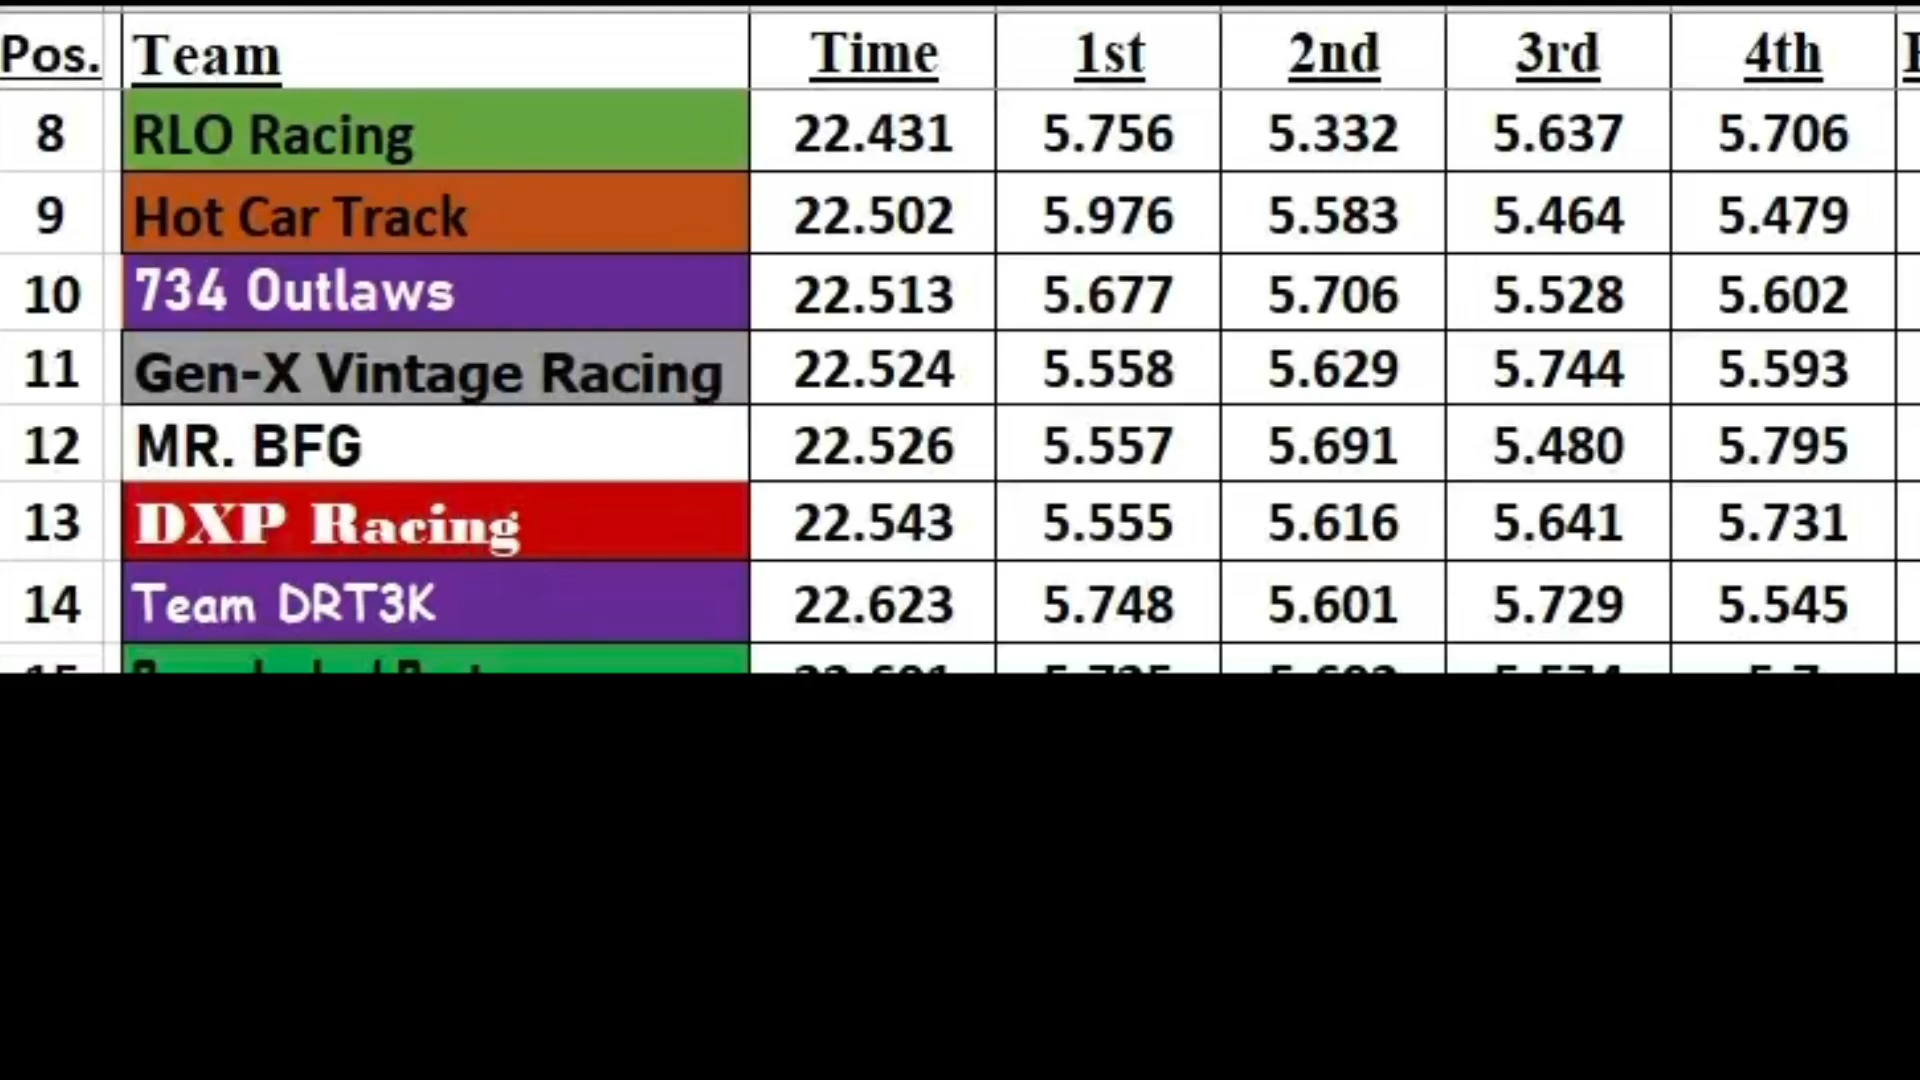 Pos. Team Time 1st 2nd 3rd 4th
8 RLO Racing 22.431 5.756 5.332 5.637 5.706
9 Hot Car Track 22.502 5.976 5.583 5.464 5.479
10 734 Outlaws 22.513 5.677 5.706 5.528 5.602
11 Gen-X Vintage Racing 22.524 5.558 5.629 5.744 5.593
12 MR. BFG 22.526 5.557 5.691 5.480 5.795
13 DXP Racing 22.543 5.555 5.616 5.641 5.731
14 Team DRT3K 22.623 5.748 5.601 5.729 5.545